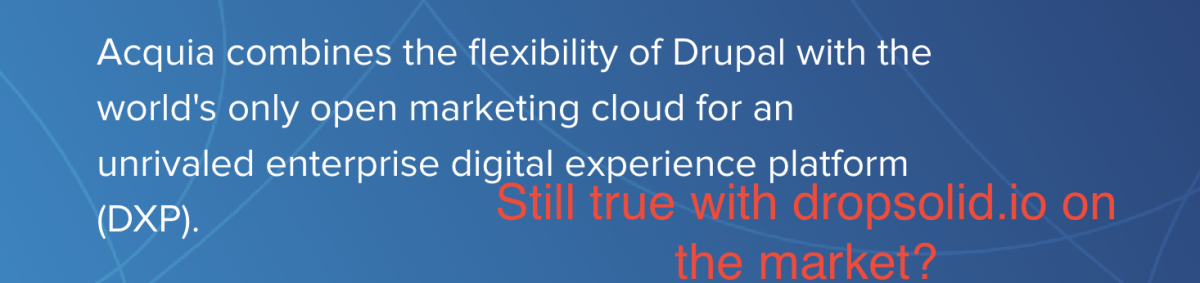 Acquia combines the flexibility of Drupal with the
world's only open marketing cloud for an
unrivaled enterprise digital experience platform
(DXP).
Still true with dropsolid.io on
the market?